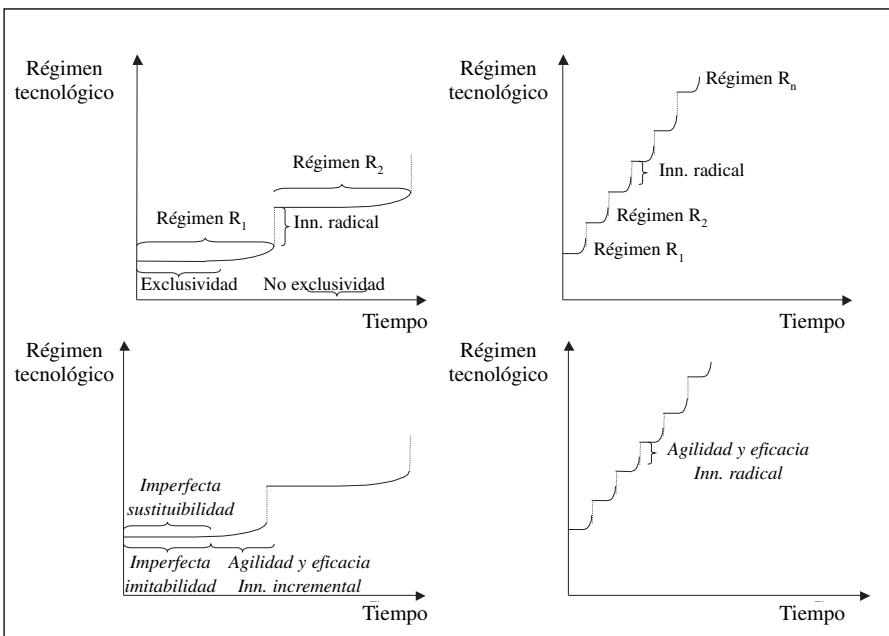 Régimen
tecnológico
Régimen R₂
Régimen R₁
Inn. radical
Exclusividad
No exclusividad
Tiempo
Régimen
tecnológico
Régimen Rₙ
Inn. radical
Régimen R₂
Régimen R₁
Tiempo
Régimen
tecnológico
Imperfecta
sustituibilidad
Imperfecta
imitabilidad
Agilidad y eficacia
Inn. incremental
Tiempo
Régimen
tecnológico
Agilidad y eficacia
Inn. radical
Tiempo